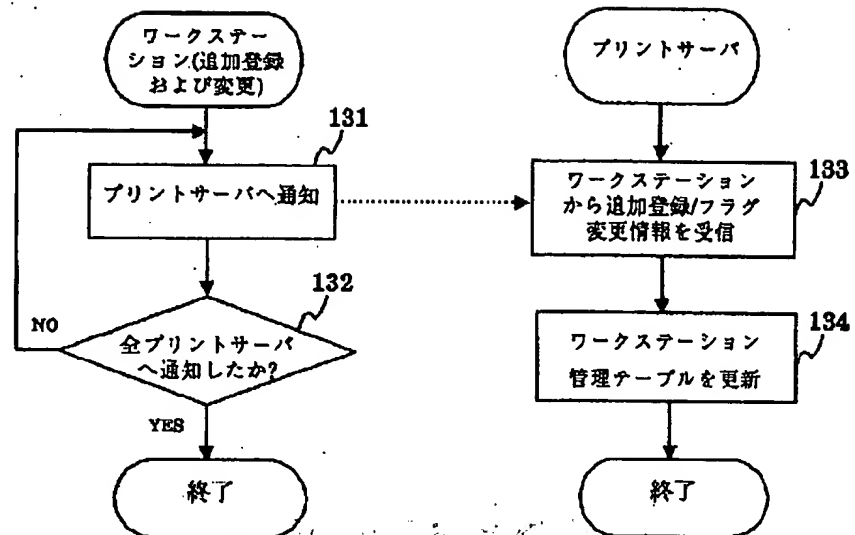 ワークステー
ション(追加登録
および変更)
131
プリントサーバへ通知
132
全プリントサーバ
へ通知したか?
NO
YES
終了
プリントサーバ
133
ワークステーション
から追加登録/フラグ
変更情報を受信
134
ワークステーション
管理テーブルを更新
終了